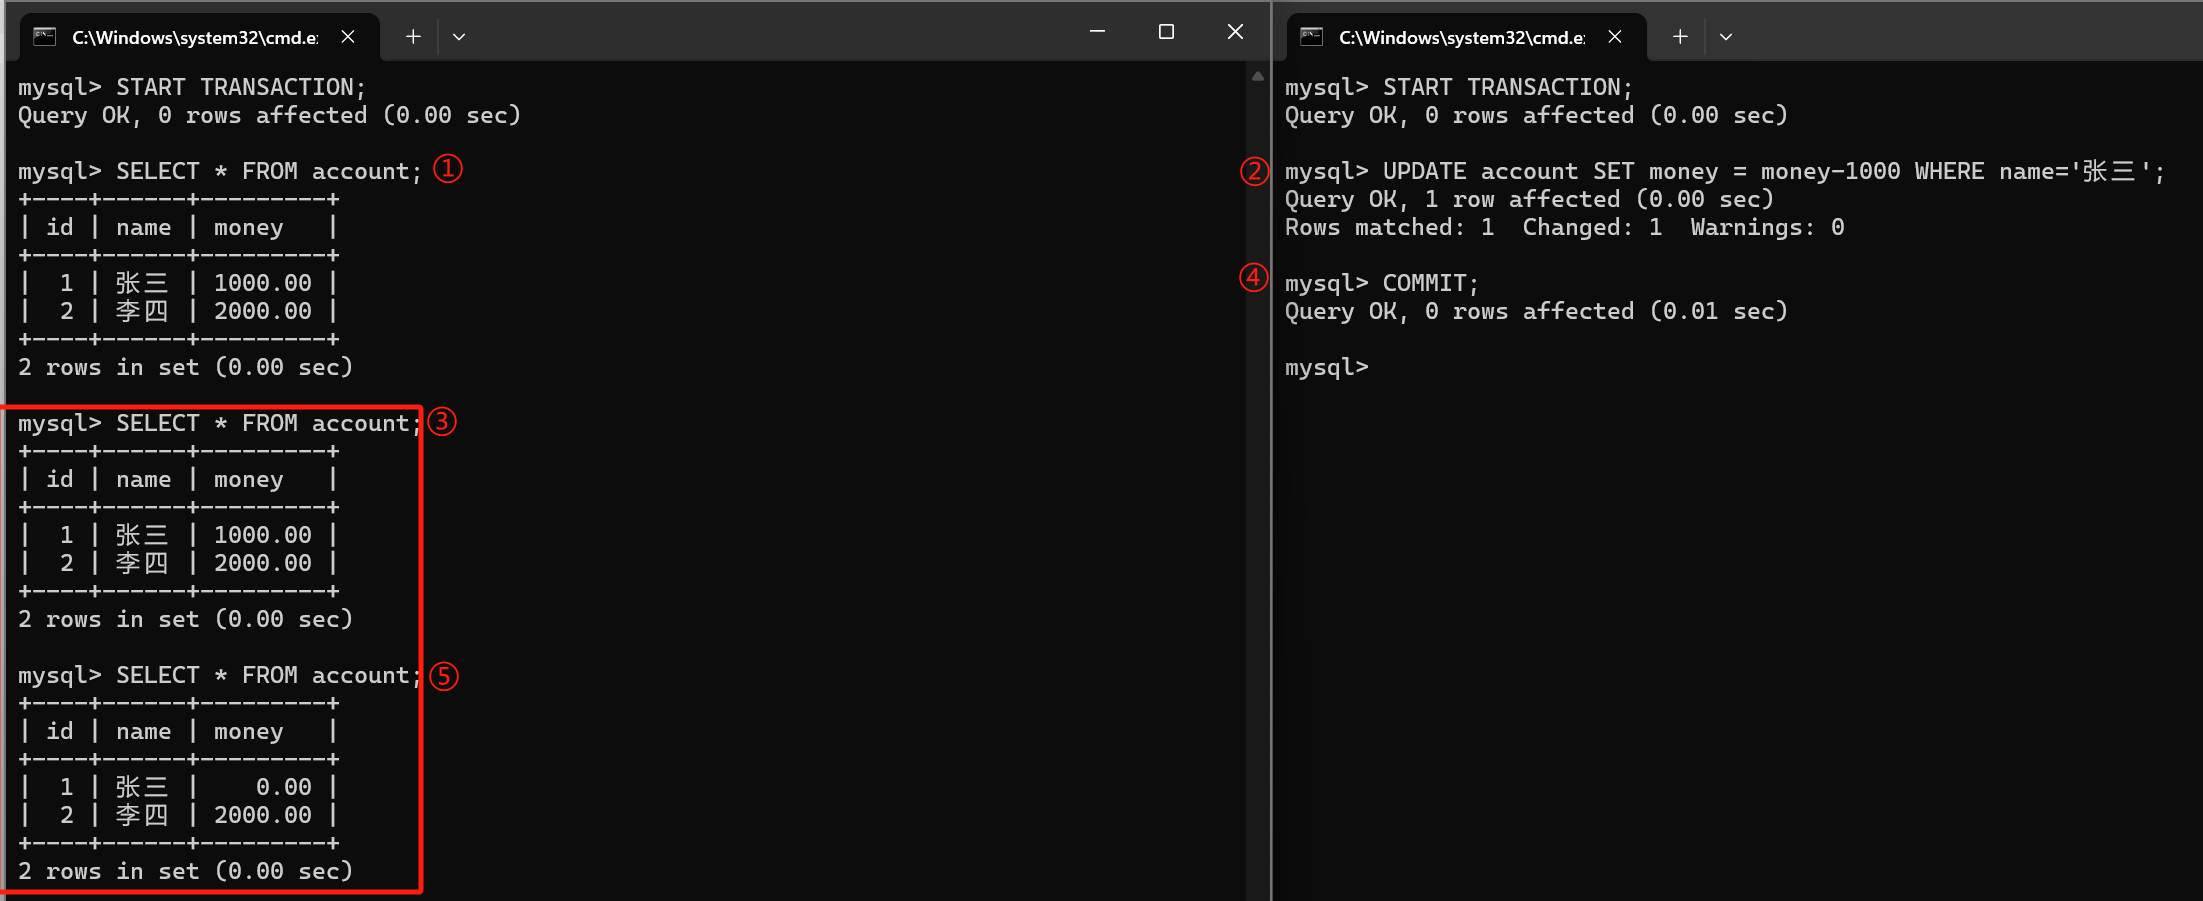 C:\Windows\system32\cmd.e
mysql> START TRANSACTION;
Query OK, 0 rows affected (0.00 sec)
mysql> SELECT * FROM account; ①
+----+------+---------+
| id | name | money   |
+----+------+---------+
|  1 | 张三 | 1000.00 |
|  2 | 李四 | 2000.00 |
+----+------+---------+
2 rows in set (0.00 sec)
mysql> SELECT * FROM account; ③
+----+------+---------+
| id | name | money   |
+----+------+---------+
|  1 | 张三 | 1000.00 |
|  2 | 李四 | 2000.00 |
+----+------+---------+
2 rows in set (0.00 sec)
mysql> SELECT * FROM account; ⑤
+----+------+---------+
| id | name | money   |
+----+------+---------+
|  1 | 张三 |    0.00 |
|  2 | 李四 | 2000.00 |
+----+------+---------+
2 rows in set (0.00 sec)
C:\Windows\system32\cmd.e
mysql> START TRANSACTION;
Query OK, 0 rows affected (0.00 sec)
② mysql> UPDATE account SET money = money-1000 WHERE name='张三';
Query OK, 1 row affected (0.00 sec)
Rows matched: 1  Changed: 1  Warnings: 0
④ mysql> COMMIT;
Query OK, 0 rows affected (0.01 sec)
mysql>